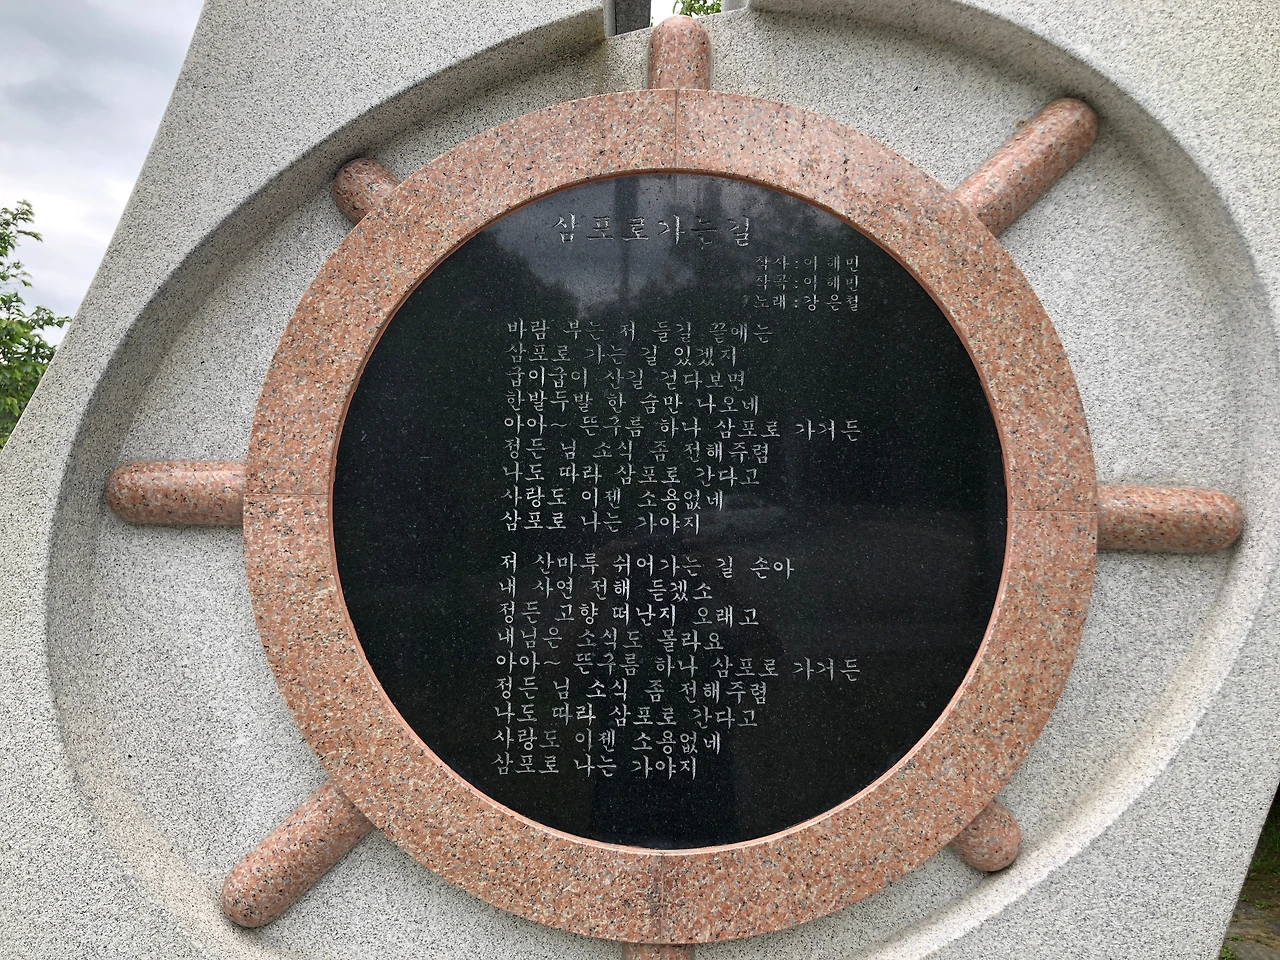 삼포로가는길
작사:이혜민
작곡:이혜민
노래:강은철
바람 부는 저 들길 끝에는
삼포로 가는 길 있겠지
굽이굽이 산길 걷다보면
한발두발 한 숨만 나오네
아아~ 뜬구름 하나 삼포로 가거든
정든 님 소식 좀 전해주렴
나도 따라 삼포로 간다고
사랑도 이젠 소용없네
삼포로 나는 가야지
저 산마루 쉬어가는 길 손아
내 사연 전해 듣겠소
정든 고향 떠난지 오래고
내님은 소식도 몰라요
아아~ 뜬구름 하나 삼포로 가거든
정든 님 소식 좀 전해주렴
나도 따라 삼포로 간다고
사랑도 이젠 소용없네
삼포로 나는 가야지